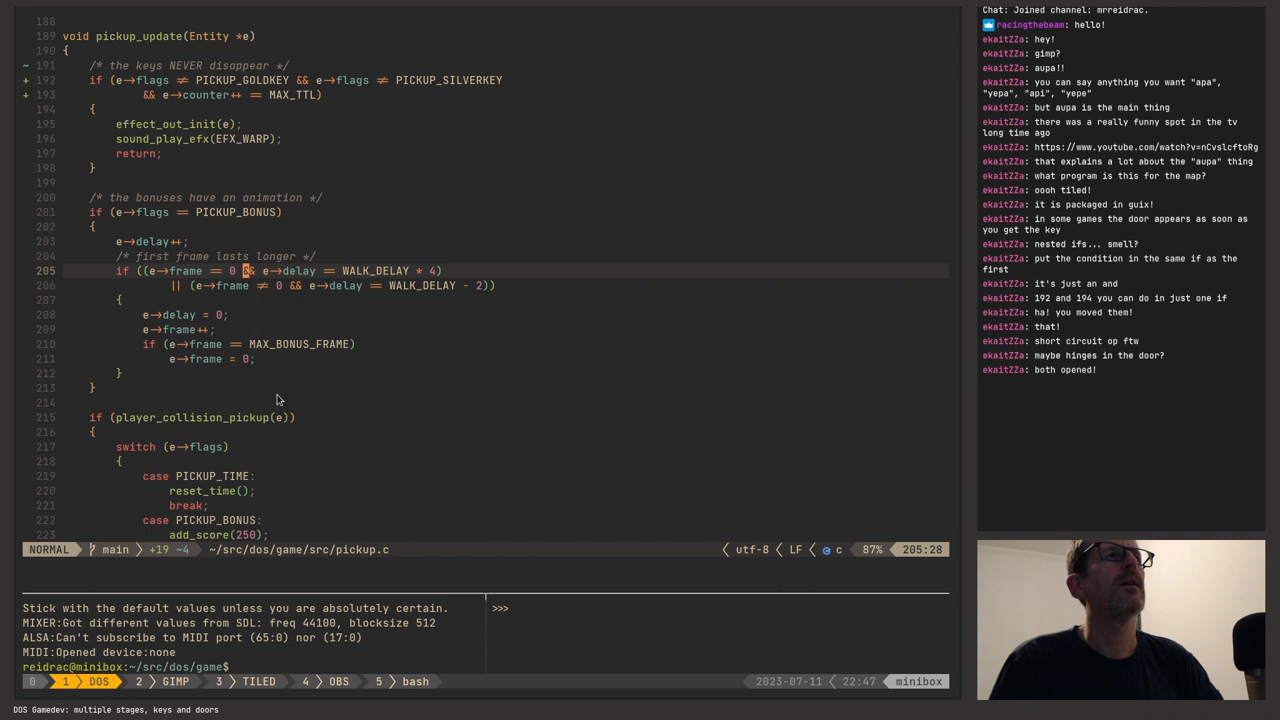 188
189 void pickup_update(Entity *e)
190 {
~ 191 /* the keys NEVER disappear */
+ 192 if (e->flags != PICKUP_GOLDKEY && e->flags != PICKUP_SILVERKEY
+ 193 && e->counter++ == MAX_TTL)
194 {
195 effect_out_init(e);
196 sound_play_efx(EFX_WARP);
197 return;
198 }
199
200 /* the bonuses have an animation */
201 if (e->flags == PICKUP_BONUS)
202 {
203 e->delay++;
204 /* first frame lasts longer */
205 if ((e->frame == 0 && e->delay == WALK_DELAY * 4)
206 || (e->frame != 0 && e->delay == WALK_DELAY - 2))
207 {
208 e->delay = 0;
209 e->frame++;
210 if (e->frame == MAX_BONUS_FRAME)
211 e->frame = 0;
212 }
213 }
214
215 if (player_collision_pickup(e))
216 {
217 switch (e->flags)
218 {
219 case PICKUP_TIME:
220 reset_time();
221 break;
222 case PICKUP_BONUS:
223 add_score(250);
NORMAL main +19 ~4 ~/src/dos/game/src/pickup.c utf-8 LF c 87% 205:28
Stick with the default values unless you are absolutely certain.
MIXER:Got different values from SDL: freq 44100, blocksize 512
ALSA:Can't subscribe to MIDI port (65:0) nor (17:0)
MIDI:Opened device:none
reidrac@minibox:~/src/dos/game$
>>>
0 1 DOS 2 GIMP 3 TILED 4 OBS 5 bash 2023-07-11 22:47 minibox
Chat: Joined channel: mrreidrac.
racingthebeam: hello!
ekaitZZa: hey!
ekaitZZa: gimp?
ekaitZZa: aupa!!
ekaitZZa: you can say anything you want "apa",
"yepa", "api", "yepe"
ekaitZZa: but aupa is the main thing
ekaitZZa: there was a really funny spot in the tv
long time ago
ekaitZZa: https://www.youtube.com/watch?v=nCvslcftoRg
ekaitZZa: that explains a lot about the "aupa" thing
ekaitZZa: what program is this for the map?
ekaitZZa: oooh tiled!
ekaitZZa: it is packaged in guix!
ekaitZZa: in some games the door appears as soon as
you get the key
ekaitZZa: nested ifs... smell?
ekaitZZa: put the condition in the same if as the
first
ekaitZZa: it's just an and
ekaitZZa: 192 and 194 you can do in just one if
ekaitZZa: ha! you moved them!
ekaitZZa: that!
ekaitZZa: short circuit op ftw
ekaitZZa: maybe hinges in the door?
ekaitZZa: both opened!
DOS Gamedev: multiple stages, keys and doors